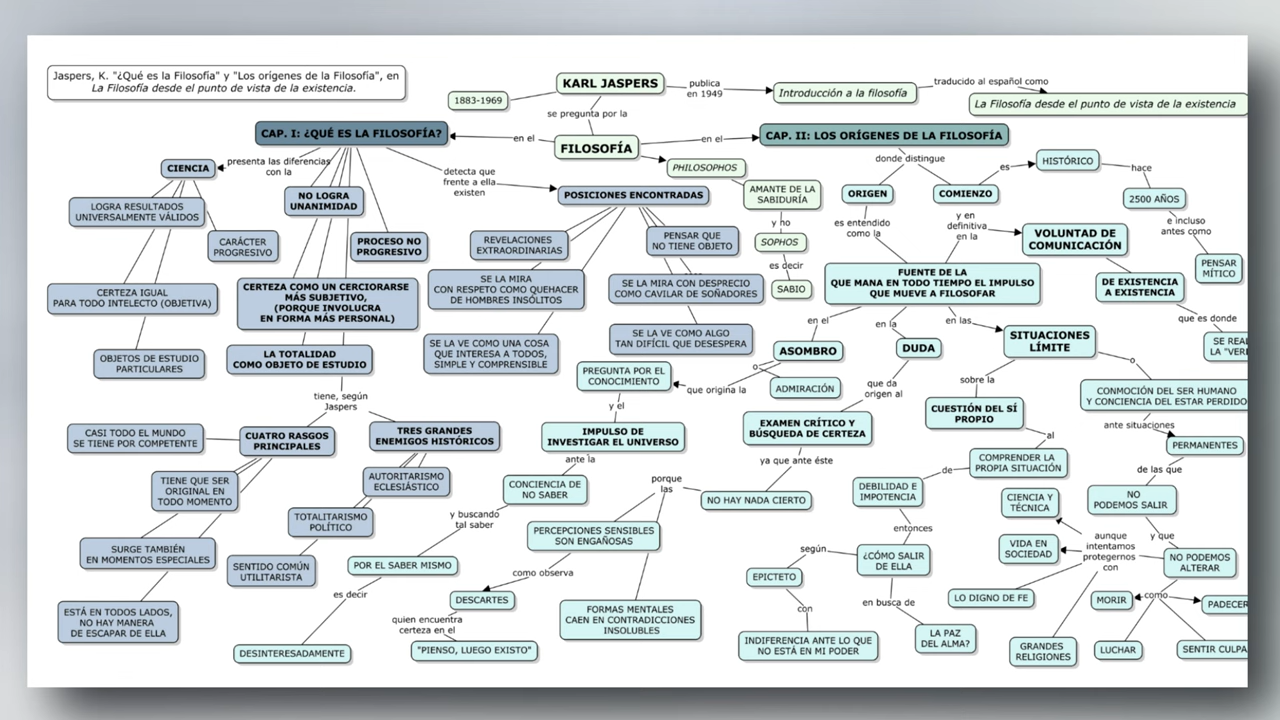 Jaspers, K. "¿Qué es la Filosofía" y "Los orígenes de la Filosofía", en
La Filosofía desde el punto de vista de la existencia.
KARL JASPERS
1883-1969
publica
en 1949
Introducción a la filosofía
traducido al español como
La Filosofía desde el punto de vista de la existencia
se pregunta por la
FILOSOFÍA
en el
CAP. I: ¿QUÉ ES LA FILOSOFÍA?
en el
CAP. II: LOS ORÍGENES DE LA FILOSOFÍA
PHILOSOPHOS
AMANTE DE LA
SABIDURÍA
y no
SOPHOS
es decir
SABIO
presenta las diferencias
con la
CIENCIA
LOGRA RESULTADOS
UNIVERSALMENTE VÁLIDOS
CARÁCTER
PROGRESIVO
CERTEZA IGUAL
PARA TODO INTELECTO (OBJETIVA)
OBJETOS DE ESTUDIO
PARTICULARES
NO LOGRA
UNANIMIDAD
PROCESO NO
PROGRESIVO
CERTEZA COMO UN CERCIORARSE
MÁS SUBJETIVO,
(PORQUE INVOLUCRA
EN FORMA MÁS PERSONAL)
LA TOTALIDAD
COMO OBJETO DE ESTUDIO
tiene, según
Jaspers
CUATRO RASGOS
PRINCIPALES
CASI TODO EL MUNDO
SE TIENE POR COMPETENTE
TIENE QUE SER
ORIGINAL EN
TODO MOMENTO
SURGE TAMBIÉN
EN MOMENTOS ESPECIALES
ESTÁ EN TODOS LADOS,
NO HAY MANERA
DE ESCAPAR DE ELLA
TRES GRANDES
ENEMIGOS HISTÓRICOS
AUTORITARISMO
ECLESIÁSTICO
TOTALITARISMO
POLÍTICO
SENTIDO COMÚN
UTILITARISTA
detecta que
frente a ella
existen
POSICIONES ENCONTRADAS
REVELACIONES
EXTRAORDINARIAS
PENSAR QUE
NO TIENE OBJETO
SE LA MIRA
CON RESPETO COMO QUEHACER
DE HOMBRES INSÓLITOS
SE LA MIRA CON DESPRECIO
COMO CAVILAR DE SOÑADORES
SE LA VE COMO UNA COSA
QUE INTERESA A TODOS,
SIMPLE Y COMPRENSIBLE
SE LA VE COMO ALGO
TAN DIFÍCIL QUE DESESPERA
donde distingue
ORIGEN
COMIENZO
es
HISTÓRICO
hace
2500 AÑOS
e incluso
antes como
PENSAR
MÍTICO
y en
definitiva
en la
VOLUNTAD DE
COMUNICACIÓN
DE EXISTENCIA
A EXISTENCIA
que es donde
SE REAL
LA "VER
es entendido
como la
FUENTE DE LA
QUE MANA EN TODO TIEMPO EL IMPULSO
QUE MUEVE A FILOSOFAR
en el
en la
en las
ASOMBRO
o
ADMIRACIÓN
que origina la
PREGUNTA POR EL
CONOCIMIENTO
y el
IMPULSO DE
INVESTIGAR EL UNIVERSO
ante la
CONCIENCIA DE
NO SABER
y buscando
tal saber
POR EL SABER MISMO
es decir
DESINTERESADAMENTE
DUDA
que da
origen al
EXAMEN CRÍTICO Y
BÚSQUEDA DE CERTEZA
ya que ante éste
NO HAY NADA CIERTO
porque
las
PERCEPCIONES SENSIBLES
SON ENGAÑOSAS
como observa
DESCARTES
quien encuentra
certeza en el
"PIENSO, LUEGO EXISTO"
FORMAS MENTALES
CAEN EN CONTRADICCIONES
INSOLUBLES
SITUACIONES
LÍMITE
sobre la
CUESTIÓN DEL SÍ
PROPIO
al
COMPRENDER LA
PROPIA SITUACIÓN
de
DEBILIDAD E
IMPOTENCIA
entonces
¿CÓMO SALIR
DE ELLA
según
EPICTETO
con
INDIFERENCIA ANTE LO QUE
NO ESTÁ EN MI PODER
en busca de
LA PAZ
DEL ALMA?
o
CONMOCIÓN DEL SER HUMANO
Y CONCIENCIA DEL ESTAR PERDIDO
ante situaciones
PERMANENTES
de las que
NO
PODEMOS SALIR
y que
NO PODEMOS
ALTERAR
aunque
intentamos
protegernos
con
CIENCIA Y
TÉCNICA
VIDA EN
SOCIEDAD
LO DIGNO DE FE
GRANDES
RELIGIONES
como
MORIR
PADECER
LUCHAR
SENTIR CULPA